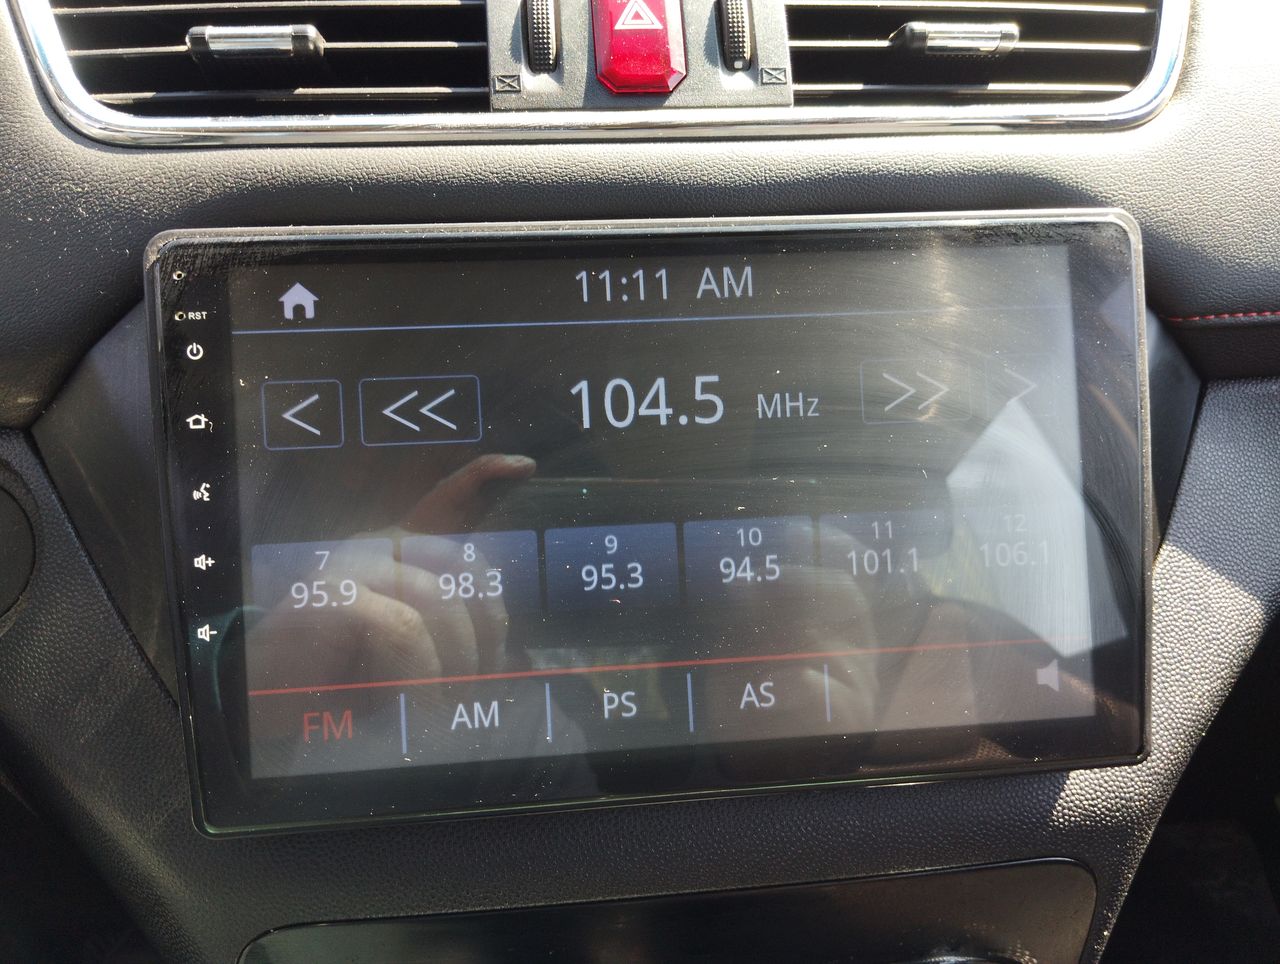 11:11 AM
RST
104.5 MHz
7 8 9 10 11 12
95.9 98.3 95.3 94.5 101.1 106.1
FM AM PS AS